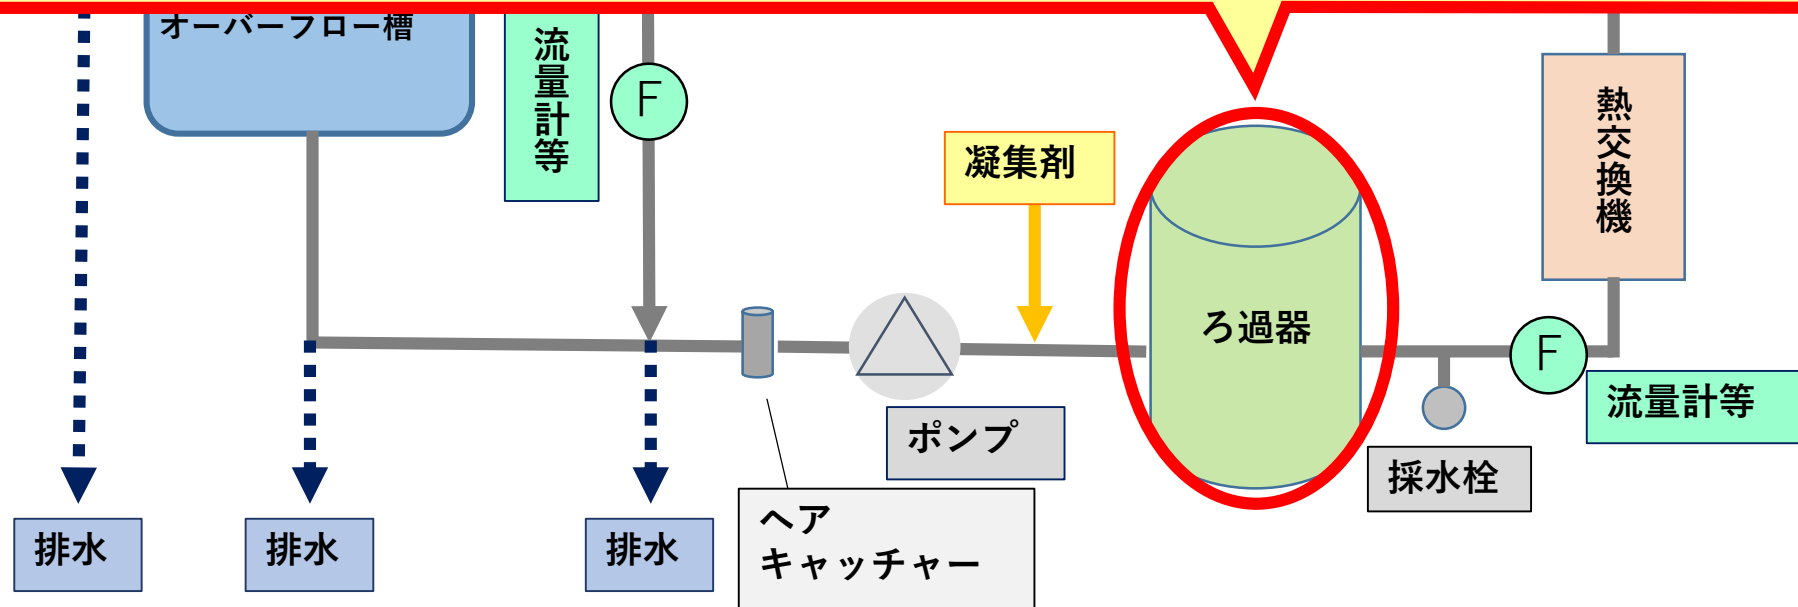 オーバーフロー槽
流量計等
F
凝集剤
熱交換機
ろ過器
F
流量計等
ポンプ
採水栓
ヘア
キャッチャー
排水
排水
排水